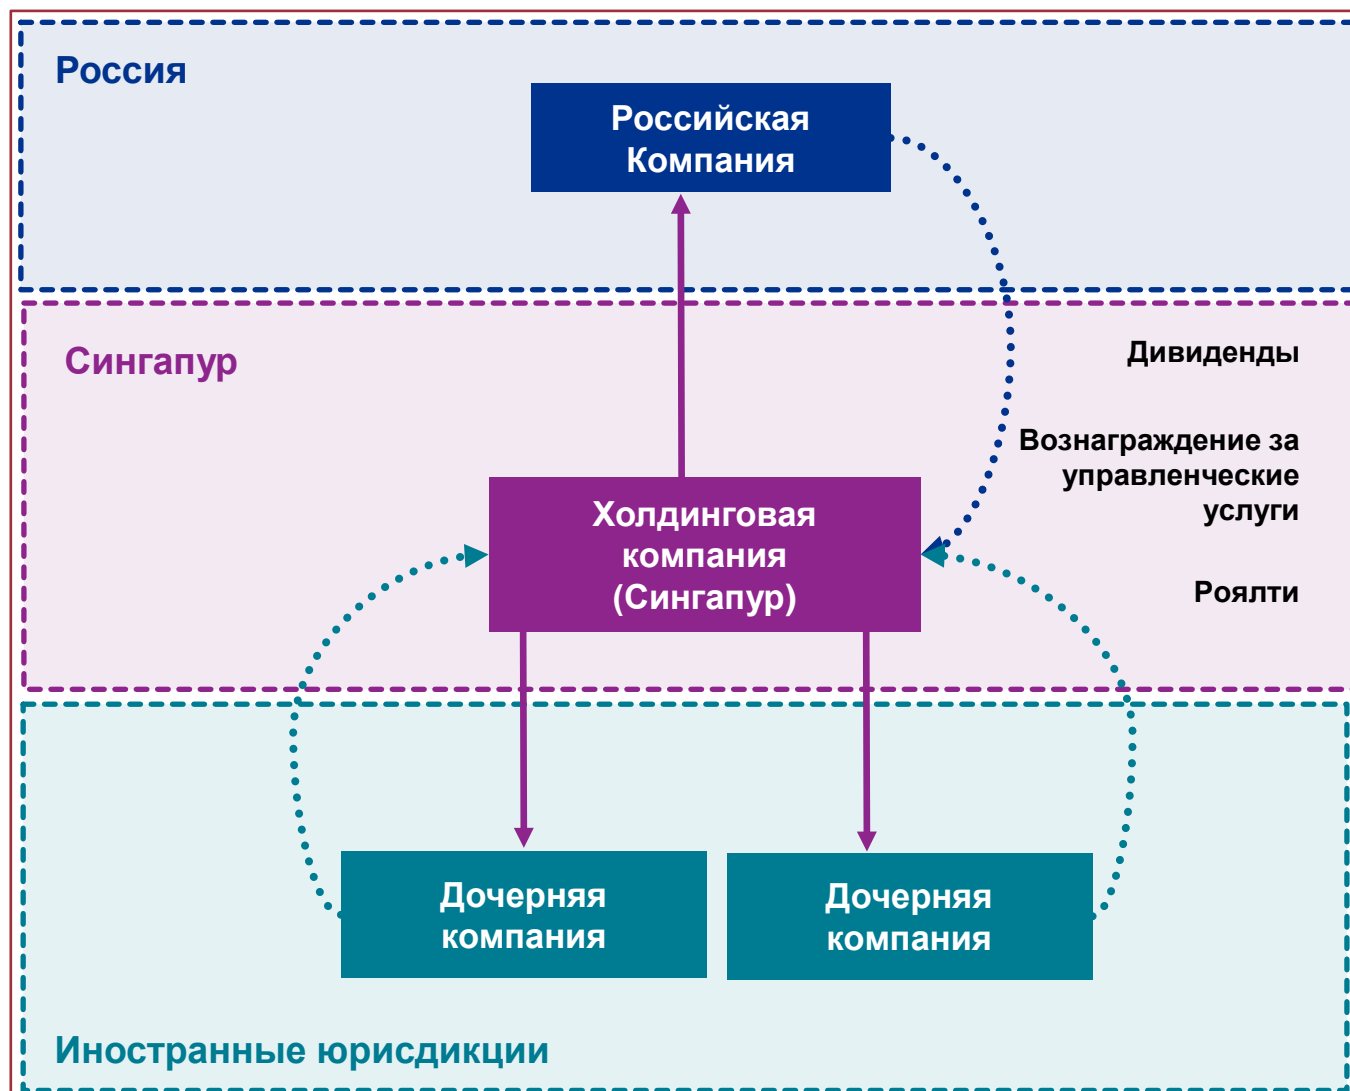 Россия
Российская
Компания
Сингапур
Дивиденды
Вознаграждение за
управленческие
услуги
Холдинговая
компания
(Сингапур)
Роялти
Дочерняя
компания
Дочерняя
компания
Иностранные юрисдикции